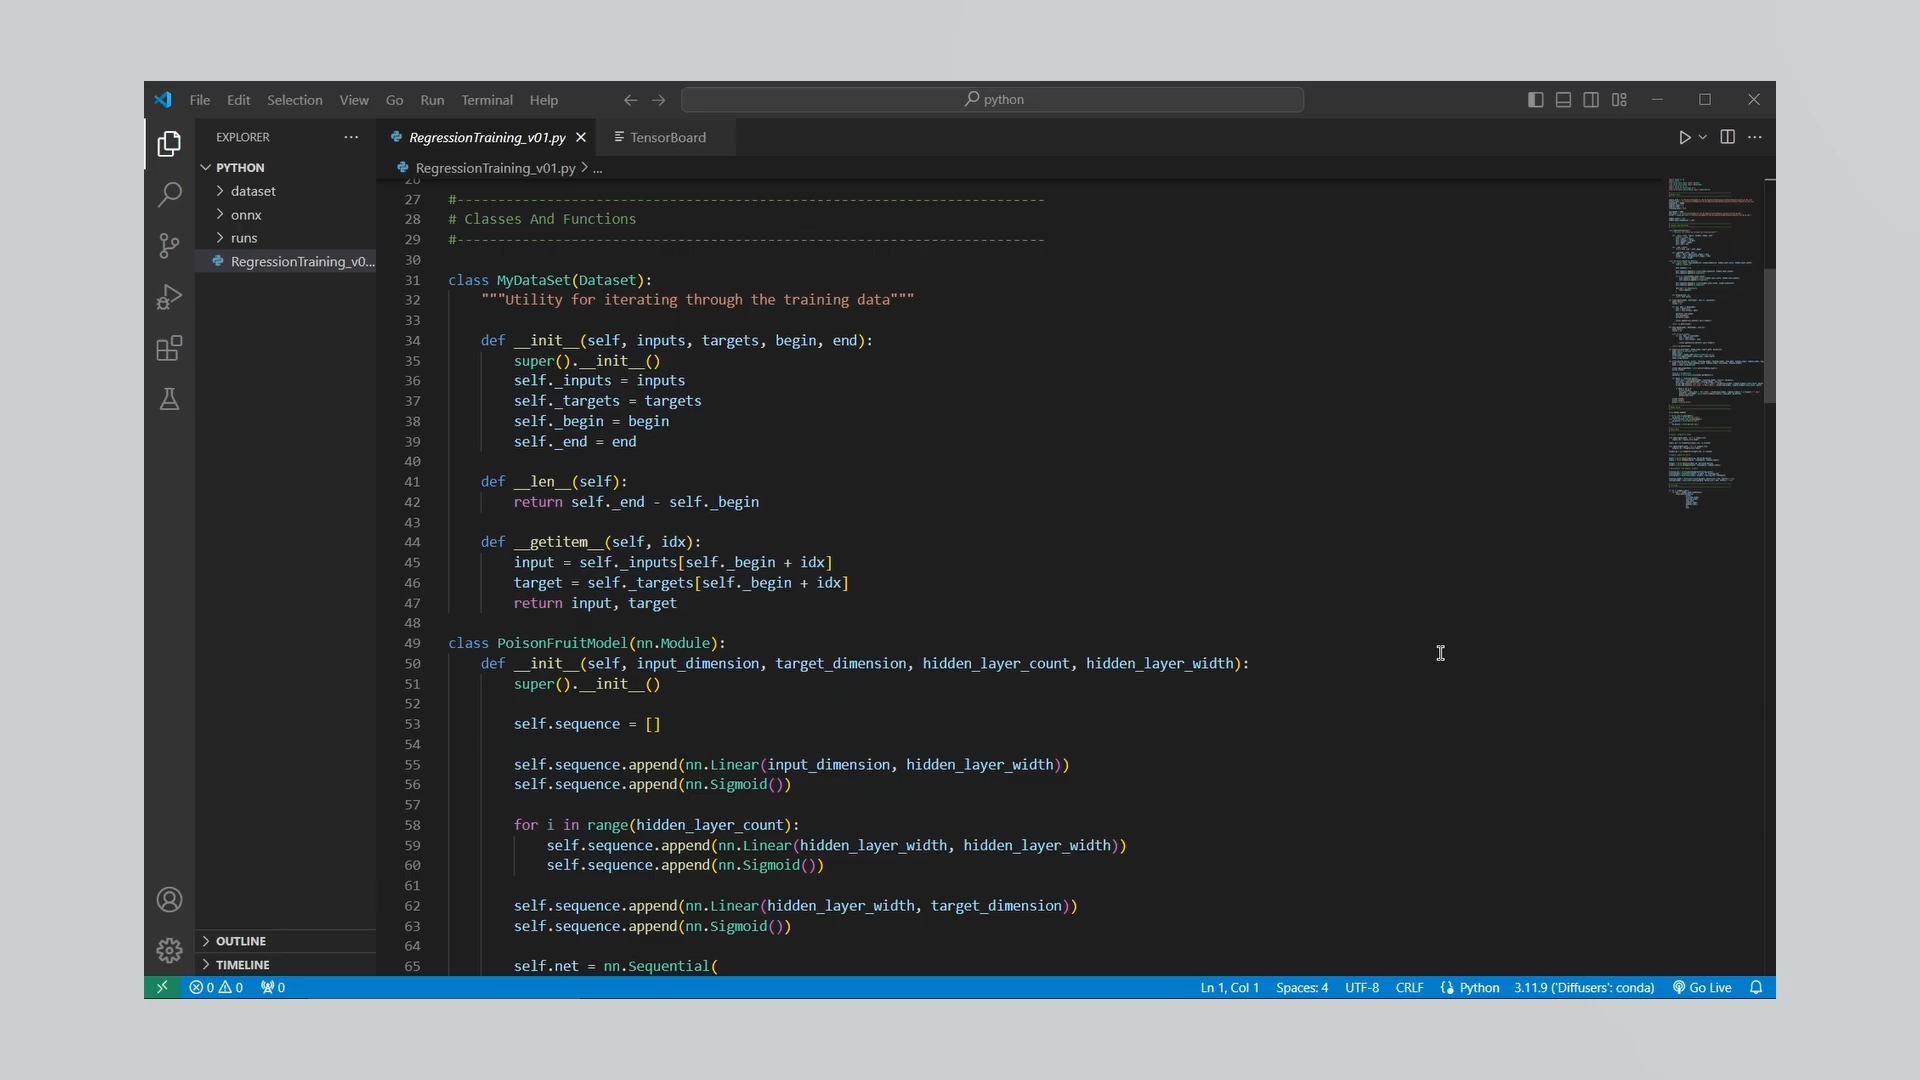 File Edit Selection View Go Run Terminal Help
python
EXPLORER
PYTHON
dataset
onnx
runs
RegressionTraining_v0...
OUTLINE
TIMELINE
RegressionTraining_v01.py
TensorBoard
RegressionTraining_v01.py > ...
26
27 #------------------------------------------------------------------------
28 # Classes And Functions
29 #------------------------------------------------------------------------
30
31 class MyDataSet(Dataset):
32 """Utility for iterating through the training data"""
33
34 def __init__(self, inputs, targets, begin, end):
35 super().__init__()
36 self._inputs = inputs
37 self._targets = targets
38 self._begin = begin
39 self._end = end
40
41 def __len__(self):
42 return self._end - self._begin
43
44 def __getitem__(self, idx):
45 input = self._inputs[self._begin + idx]
46 target = self._targets[self._begin + idx]
47 return input, target
48
49 class PoisonFruitModel(nn.Module):
50 def __init__(self, input_dimension, target_dimension, hidden_layer_count, hidden_layer_width):
51 super().__init__()
52
53 self.sequence = []
54
55 self.sequence.append(nn.Linear(input_dimension, hidden_layer_width))
56 self.sequence.append(nn.Sigmoid())
57
58 for i in range(hidden_layer_count):
59 self.sequence.append(nn.Linear(hidden_layer_width, hidden_layer_width))
60 self.sequence.append(nn.Sigmoid())
61
62 self.sequence.append(nn.Linear(hidden_layer_width, target_dimension))
63 self.sequence.append(nn.Sigmoid())
64
65 self.net = nn.Sequential(
0 0 0 Ln 1, Col 1 Spaces: 4 UTF-8 CRLF Python 3.11.9 ('Diffusers': conda) Go Live